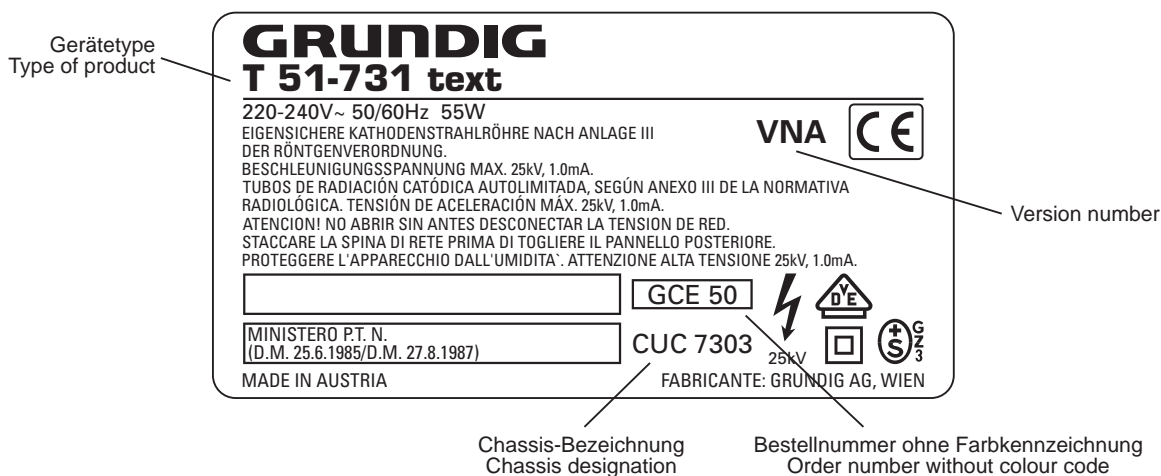 Gerätetype
Type of product
GRUNDIG
T 51-731 text
220-240V~ 50/60Hz 55W
EIGENSICHERE KATHODENSTRAHLRÖHRE NACH ANLAGE III
DER RÖNTGENVERORDNUNG.
BESCHLEUNIGUNGSSPANNUNG MAX. 25kV, 1.0mA.
TUBOS DE RADIACIÓN CATÓDICA AUTOLIMITADA, SEGÚN ANEXO III DE LA NORMATIVA
RADIOLÓGICA. TENSIÓN DE ACELERACIÓN MÁX. 25kV, 1.0mA.
ATENCION! NO ABRIR SIN ANTES DESCONECTAR LA TENSION DE RED.
STACCARE LA SPINA DI RETE PRIMA DI TOGLIERE IL PANNELLO POSTERIORE.
PROTEGGERE L'APPARECCHIO DALL'UMIDITA`. ATTENZIONE ALTA TENSIONE 25kV, 1.0mA.
VNA
CE
Version number
GCE 50
DVE
MINISTERO P.T. N.
(D.M. 25.6.1985/D.M. 27.8.1987)
CUC 7303
25kV
+S
GZ3
MADE IN AUSTRIA
FABRICANTE: GRUNDIG AG, WIEN
Chassis-Bezeichnung
Chassis designation
Bestellnummer ohne Farbkennzeichnung
Order number without colour code